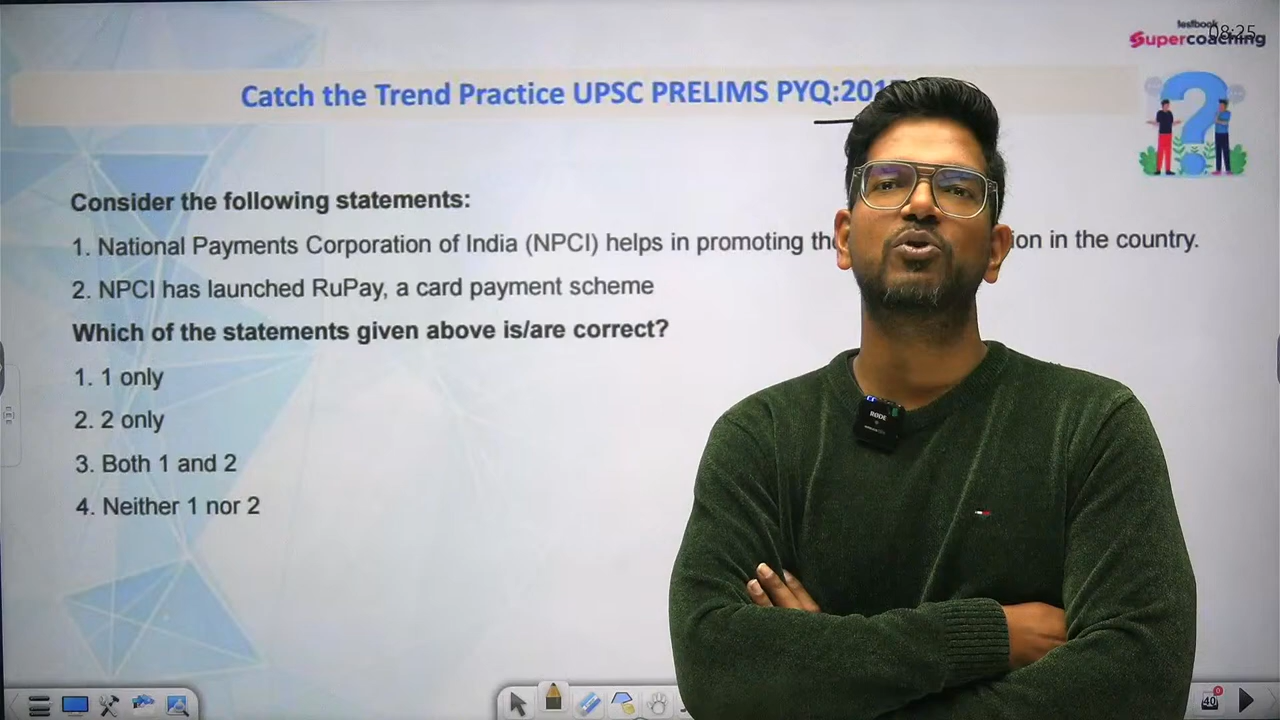 testbook
Supercoaching
08:25
Catch the Trend Practice UPSC PRELIMS PYQ:201
Consider the following statements:
1. National Payments Corporation of India (NPCI) helps in promoting in the country.
2. NPCI has launched RuPay, a card payment scheme
Which of the statements given above is/are correct?
1. 1 only
2. 2 only
3. Both 1 and 2
4. Neither 1 nor 2
RØDE
40